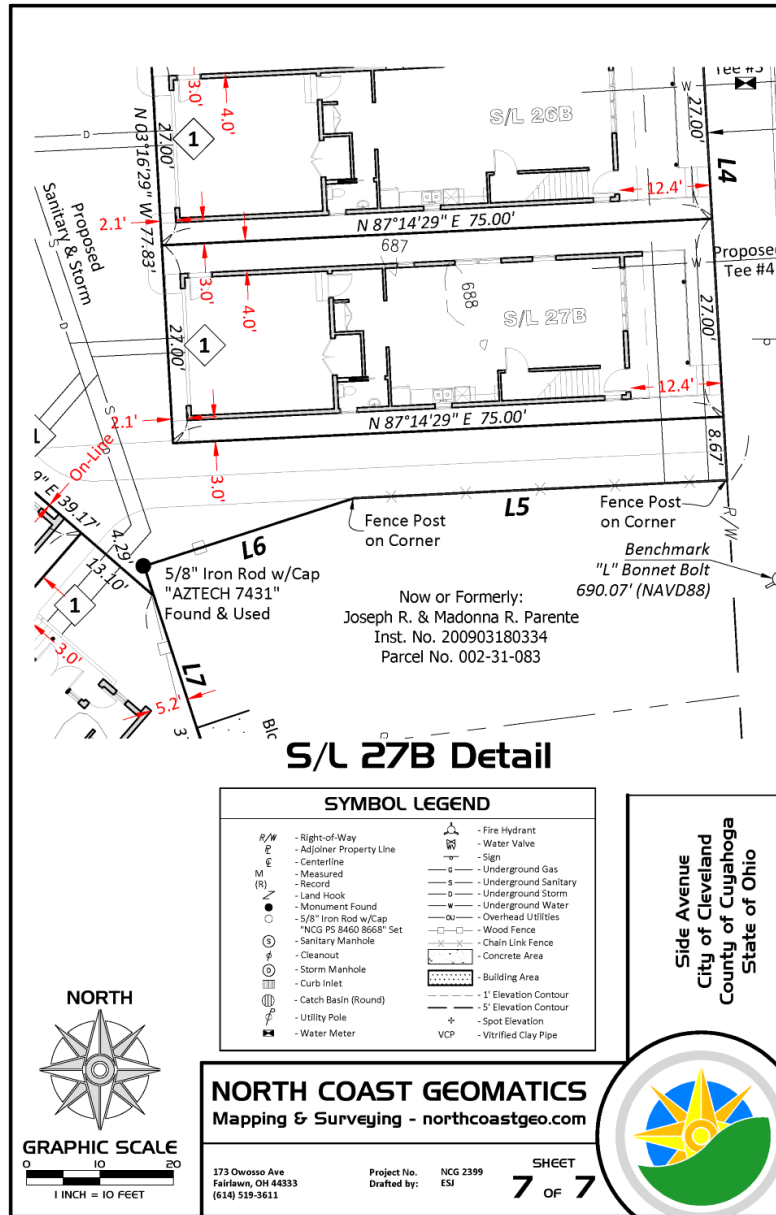 Tee #3
W
3.0'
4.0'
27.00'
S/L 26B
27.00'
D
N 03°16'29" W 77.83'
1
L4
12.4'
Proposed
Sanitary & Storm
2.1'
N 87°14'29" E 75.00'
687
Proposed
Tee #4
W
S
3.0'
4.0'
688
S/L 27B
27.00'
S
D
27.00'
1
12.4'
2.1'
N 87°14'29" E 75.00'
8.67'
S
D
On-Line
3.0'
9" E 39.17'
L5
Fence Post
on Corner
Fence Post
on Corner
R/W
4.29'
L6
13.10'
5/8" Iron Rod w/Cap
"AZTECH 7431"
Found & Used
Benchmark
"L" Bonnet Bolt
690.07' (NAVD88)
1
Now or Formerly:
Joseph R. & Madonna R. Parente
Inst. No. 200903180334
Parcel No. 002-31-083
3.0'
L7
5.2'
S/L 27B Detail
SYMBOL LEGEND
R/W - Right-of-Way
- Adjoiner Property Line
- Centerline
M - Measured
(R) - Record
- Land Hook
- Monument Found
- 5/8" Iron Rod w/Cap
"NCG PS 8460 8668" Set
S - Sanitary Manhole
- Cleanout
D - Storm Manhole
- Curb Inlet
- Catch Basin (Round)
- Utility Pole
- Water Meter
- Fire Hydrant
WV - Water Valve
- Sign
G - Underground Gas
S - Underground Sanitary
D - Underground Storm
W - Underground Water
OU - Overhead Utilities
- Wood Fence
- Chain Link Fence
- Concrete Area
- Building Area
- 1' Elevation Contour
- 5' Elevation Contour
- Spot Elevation
VCP - Vitrified Clay Pipe
Side Avenue
City of Cleveland
County of Cuyahoga
State of Ohio
NORTH
GRAPHIC SCALE
0 10 20
1 INCH = 10 FEET
NORTH COAST GEOMATICS
Mapping & Surveying - northcoastgeo.com
173 Owosso Ave
Fairlawn, OH 44333
(614) 519-3611
Project No. NCG 2399
Drafted by: ESJ
SHEET
7 OF 7